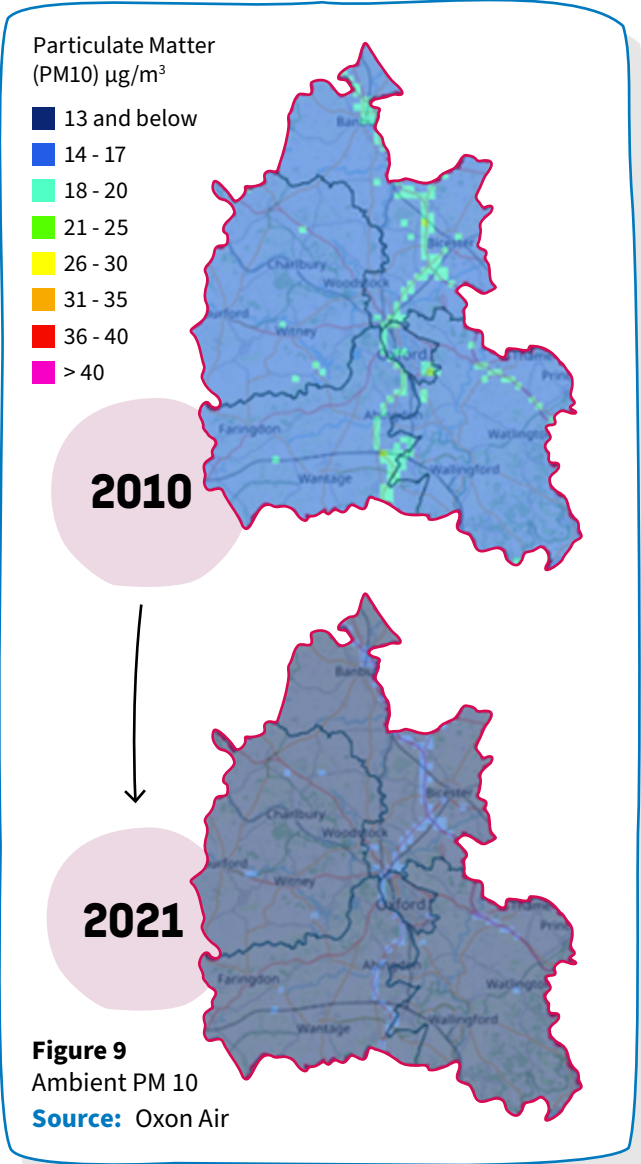 Particulate Matter
(PM10) µg/m³
13 and below
14 - 17
18 - 20
21 - 25
26 - 30
31 - 35
36 - 40
> 40
Bicester
Charlbury
Woodstock
Witney
Oxford
Thame
Faringdon
Watlington
Wallingford
Wantage
2010
Banbury
Bicester
Charlbury
Woodstock
Witney
Oxford
Thame
Abingdon
Faringdon
Watlington
Wallingford
Wantage
2021
Figure 9
Ambient PM 10
Source: Oxon Air